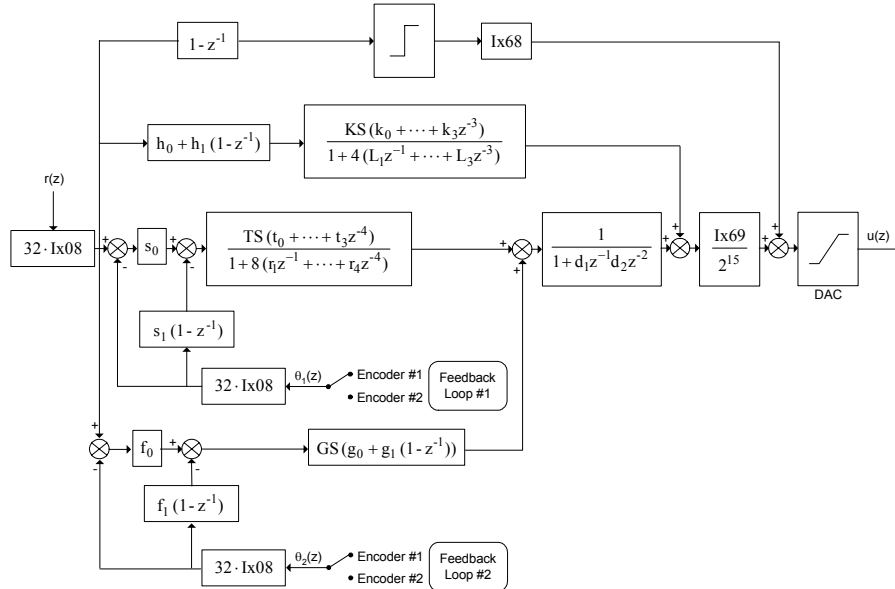 1 - z⁻¹
Ix68
h₀ + h₁ (1 - z⁻¹)
KS (k₀ + ⋯ + k₃z⁻³)
1 + 4 (L₁z⁻¹ + ⋯ + L₃z⁻³)
r(z)
32 · Ix08
+
-
s₀
+
-
TS (t₀ + ⋯ + t₃z⁻⁴)
1 + 8 (r₁z⁻¹ + ⋯ + r₄z⁻⁴)
+
+
1
1 + d₁z⁻¹d₂z⁻²
+
+
Ix69
2¹⁵
+
+
u(z)
DAC
s₁ (1 - z⁻¹)
32 · Ix08
θ₁(z)
Encoder #1
Encoder #2
Feedback
Loop #1
+
-
f₀
+
-
GS (g₀ + g₁ (1 - z⁻¹))
f₁ (1 - z⁻¹)
32 · Ix08
θ₂(z)
Encoder #1
Encoder #2
Feedback
Loop #2